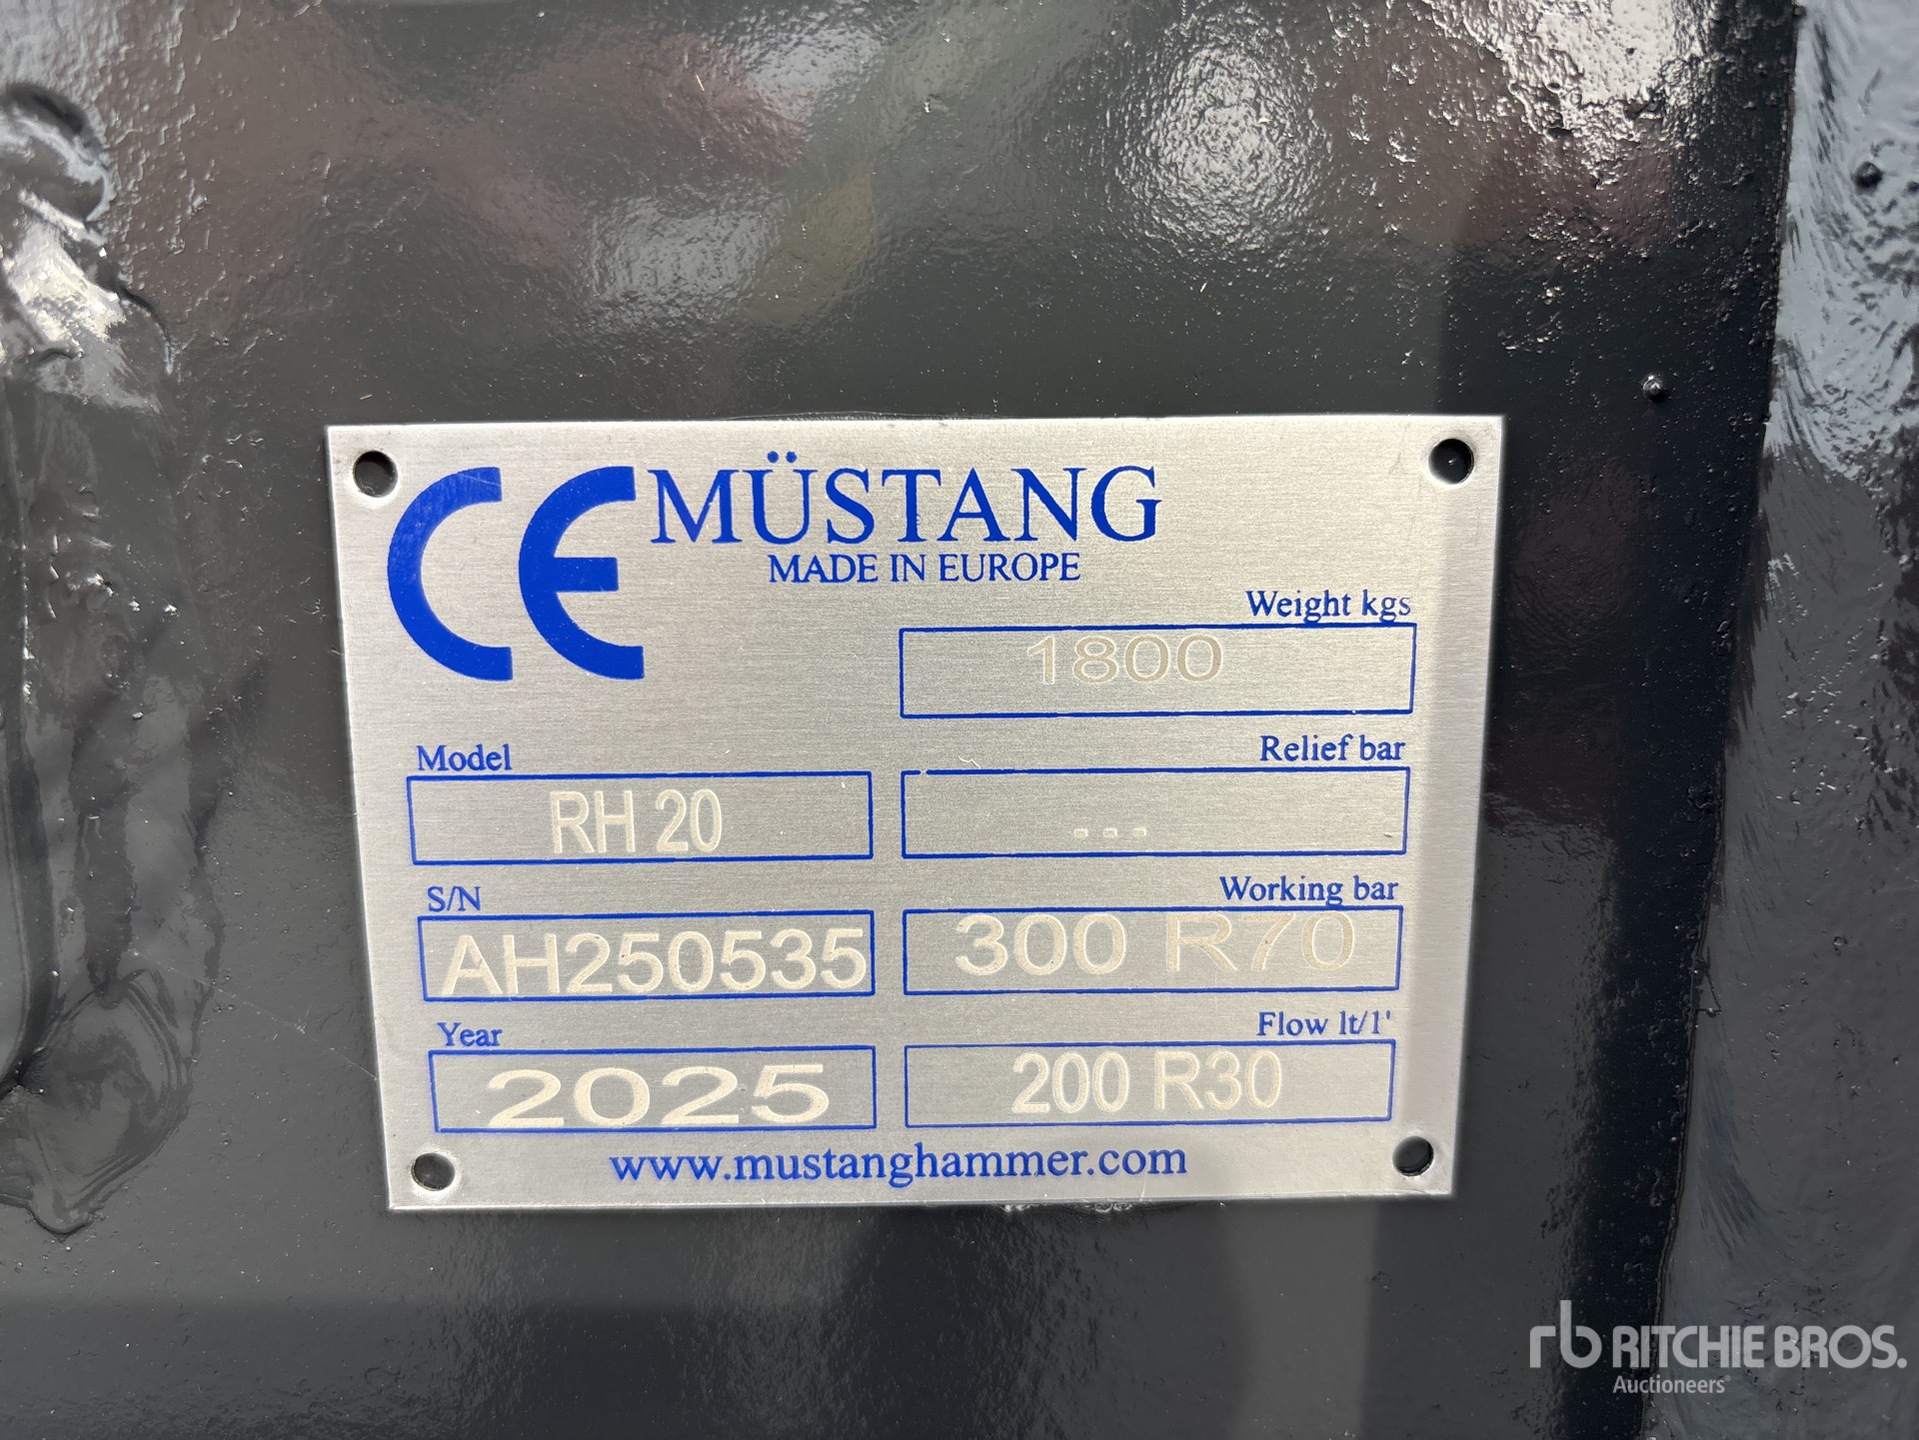 CE MÜSTANG
MADE IN EUROPE
Weight kgs
1800
Model
RH 20
Relief bar
...
S/N
AH250535
Working bar
300 R70
Year
2025
Flow lt/1'
200 R30
www.mustanghammer.com
rb RITCHIE BROS.
Auctioneers